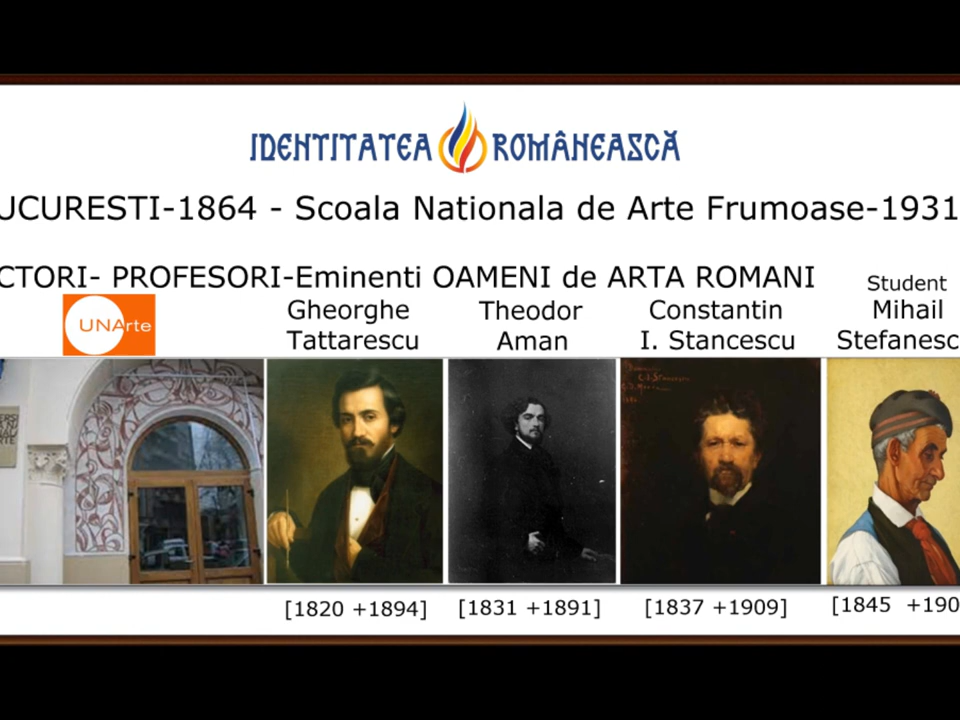 IDENTITATEA ROMÂNEASCĂ
UCURESTI-1864 - Scoala Nationala de Arte Frumoase-1931
CTORI- PROFESORI-Eminenti OAMENI de ARTA ROMANI
UNArte
Gheorghe
Tattarescu
Theodor
Aman
Constantin
I. Stancescu
Student
Mihail
Stefanesc
[1820 +1894]
[1831 +1891]
[1837 +1909]
[1845 +190